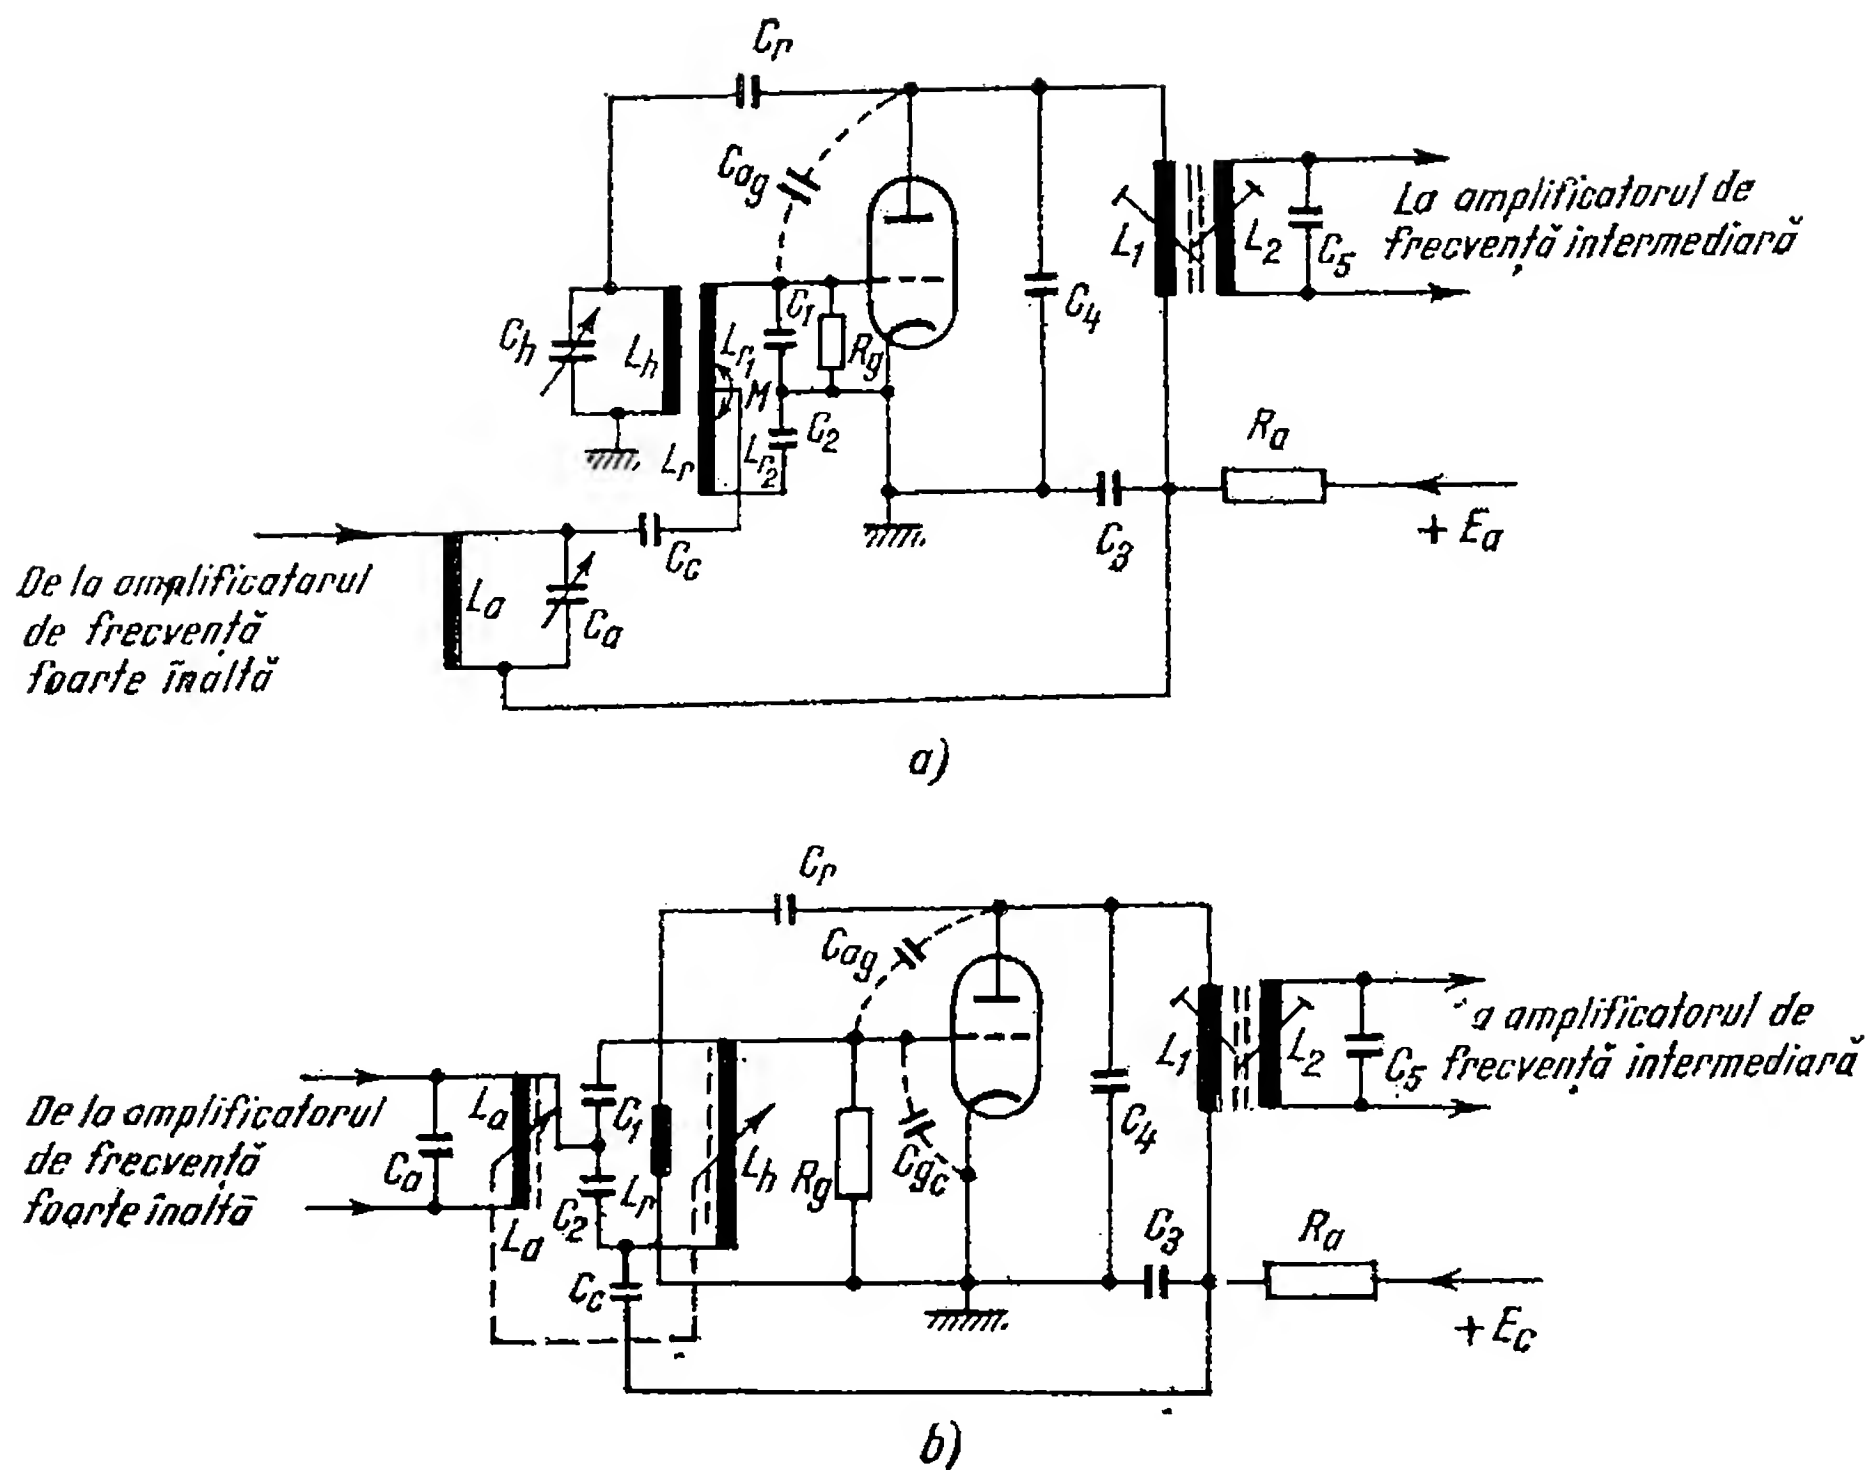 Cr
Cag
La amplificatorul de
frecvență intermediară
L1
L2
C5
Ch
Lh
Lr1
C1
Rg
C4
M
Lr
Lr2
C2
Ra
+ Ea
C3
Cc
De la amplificatorul
de frecvență
foarte înaltă
La
Ca
a)
Cr
Cag
a amplificatorul de
frecvență intermediară
L1
L2
C5
De la amplificatorul
de frecvență
foarte înaltă
La
Ca
C1
Lh
Rg
Cgc
C4
C2
Lr
La
Cc
C3
Ra
+ Ec
b)